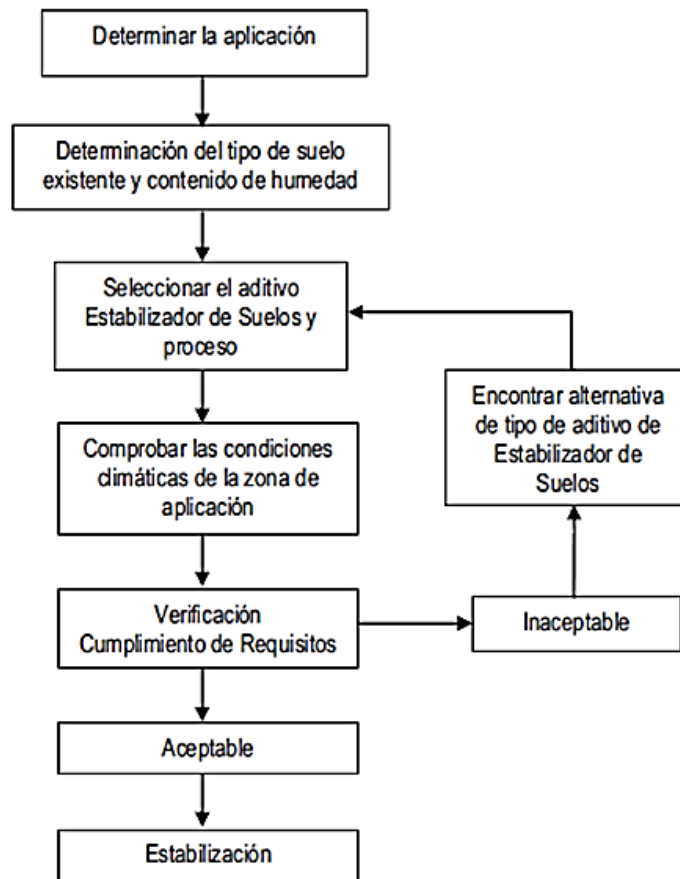 Determinar la aplicación
Determinación del tipo de suelo
existente y contenido de humedad
Seleccionar el aditivo
Estabilizador de Suelos y
proceso
Comprobar las condiciones
climáticas de la zona de
aplicación
Verificación
Cumplimiento de Requisitos
Inaceptable
Encontrar alternativa
de tipo de aditivo de
Estabilizador de
Suelos
Aceptable
Estabilización